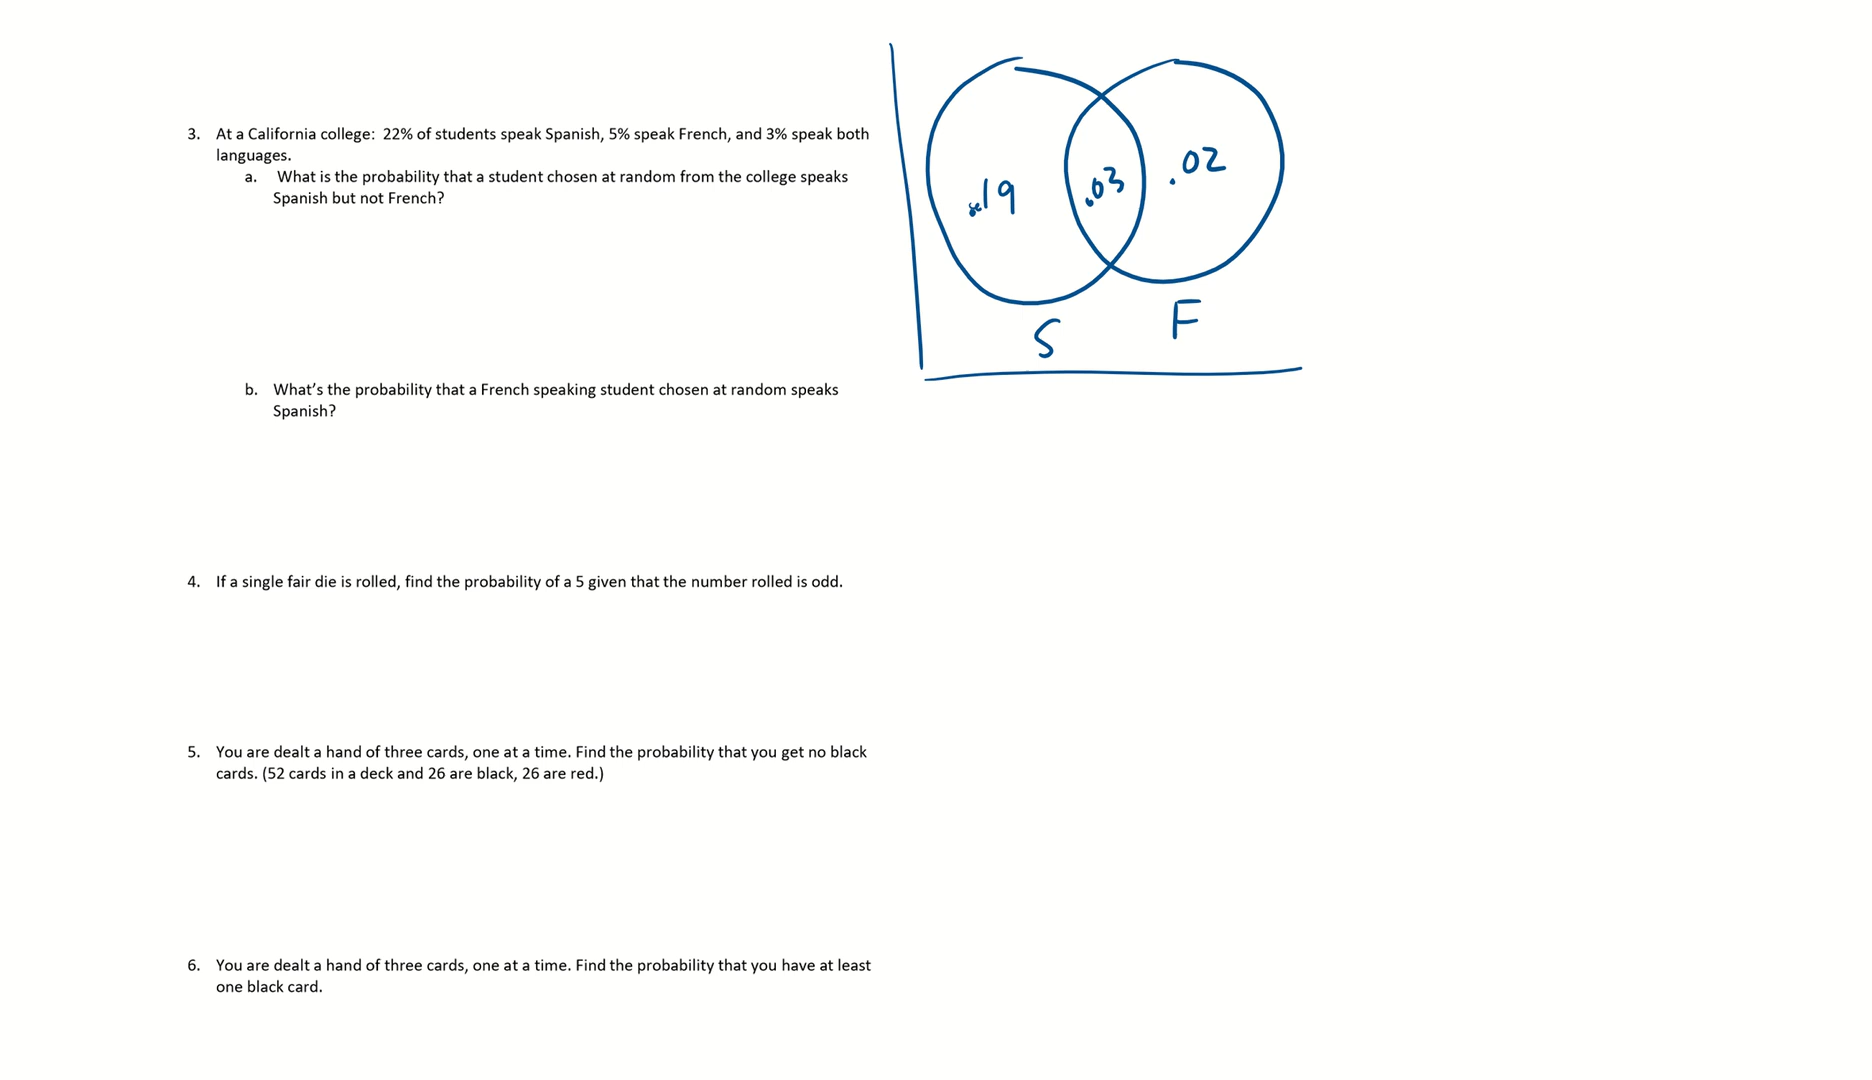 3. At a California college: 22% of students speak Spanish, 5% speak French, and 3% speak both
languages.
a. What is the probability that a student chosen at random from the college speaks
Spanish but not French?
.19
.03
.02
S
F
b. What's the probability that a French speaking student chosen at random speaks
Spanish?
4. If a single fair die is rolled, find the probability of a 5 given that the number rolled is odd.
5. You are dealt a hand of three cards, one at a time. Find the probability that you get no black
cards. (52 cards in a deck and 26 are black, 26 are red.)
6. You are dealt a hand of three cards, one at a time. Find the probability that you have at least
one black card.